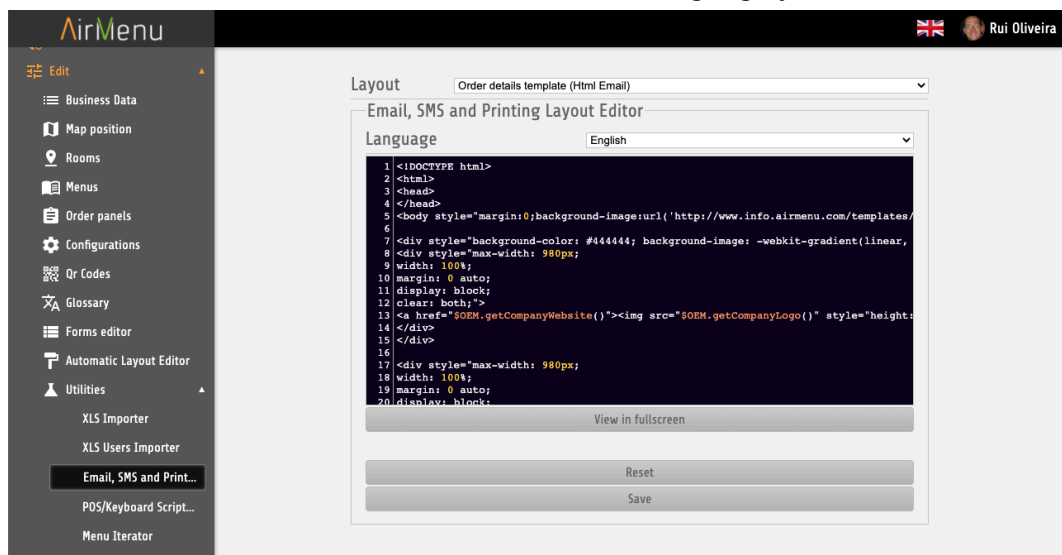 AirMenu
Rui Oliveira
Edit
Business Data
Map position
Rooms
Menus
Order panels
Configurations
Qr Codes
Glossary
Forms editor
Automatic Layout Editor
Utilities
XLS Importer
XLS Users Importer
Email, SMS and Print...
POS/Keyboard Script...
Menu Iterator
Layout
Order details template (Html Email)
Email, SMS and Printing Layout Editor
Language
English
1 <!DOCTYPE html>
2 <html>
3 <head>
4 </head>
5 <body style="margin:0;background-image:url('http://www.info.airmenu.com/templates/
6
7 <div style="background-color: #444444; background-image: -webkit-gradient(linear,
8 <div style="max-width: 980px;
9 width: 100%;
10 margin: 0 auto;
11 display: block;
12 clear: both;">
13 <a href="$OEM.getCompanyWebsite()"><img src="$OEM.getCompanyLogo()" style="height:
14 </div>
15 </div>
16
17 <div style="max-width: 980px;
18 width: 100%;
19 margin: 0 auto;
20 display: block;
View in fullscreen
Reset
Save